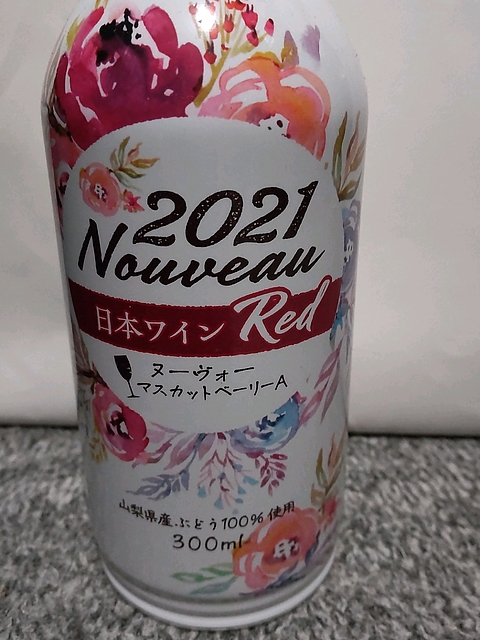 2021
Nouveau
日本ワイン Red
ヌーヴォー
マスカットベーリーA
山梨県産ぶどう100%使用
300ml